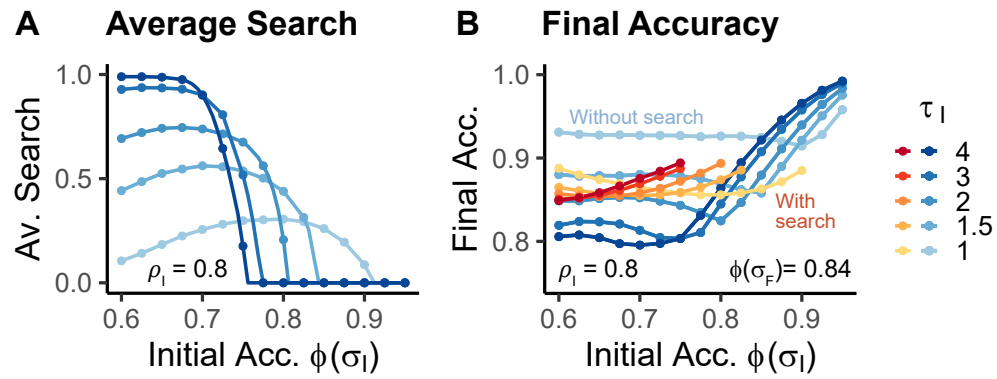 A Average Search
Av. Search
1.0
0.5
0.0
ρI = 0.8
0.6 0.7 0.8 0.9
Initial Acc. ϕ(σI)
B Final Accuracy
Final Acc.
1.0
0.9
0.8
Without search
With
search
ρI = 0.8
ϕ(σF)= 0.84
0.6 0.7 0.8 0.9
Initial Acc. ϕ(σI)
τI
4
3
2
1.5
1